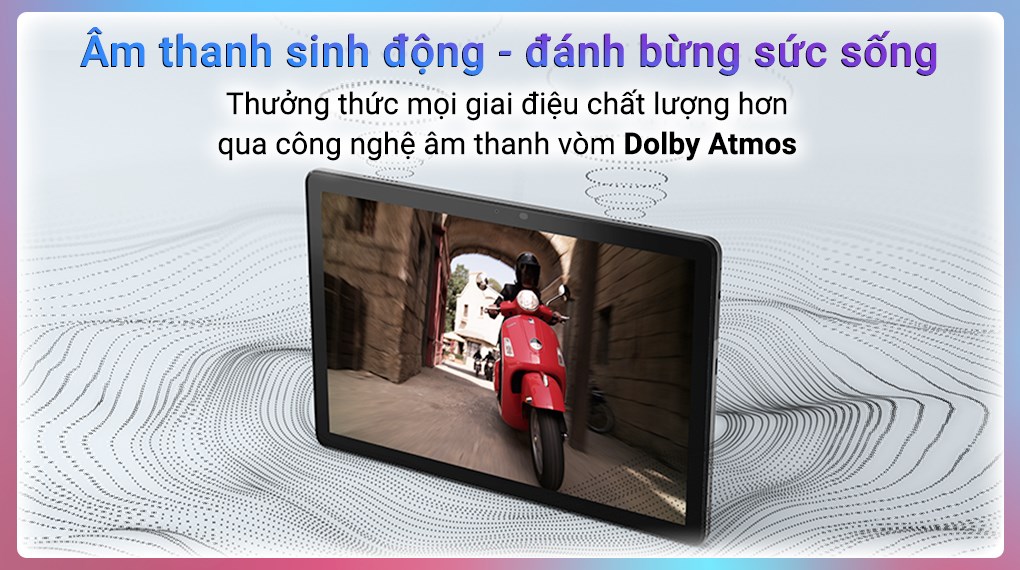 Âm thanh sinh động - đánh bừng sức sống
Thưởng thức mọi giai điệu chất lượng hơn
qua công nghệ âm thanh vòm Dolby Atmos